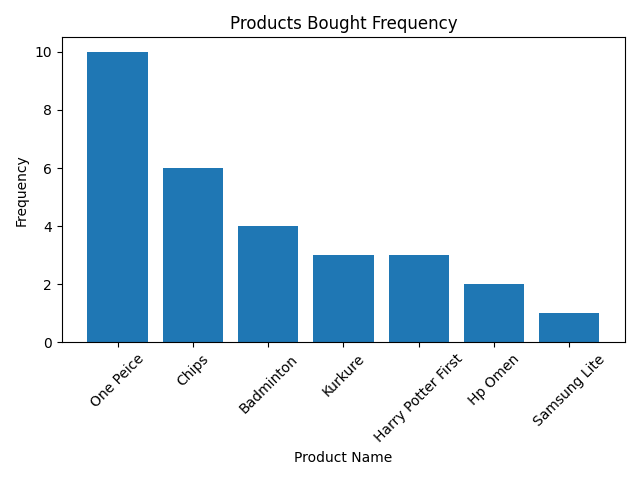 Products Bought Frequency
10
8
6
4
2
0
Frequency
One Peice
Chips
Badminton
Kurkure
Harry Potter First
Hp Omen
Samsung Lite
Product Name